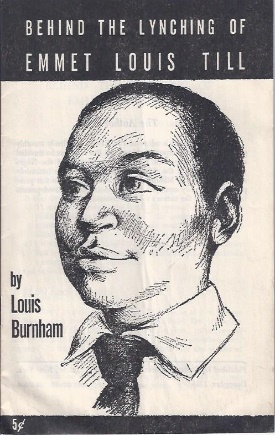 BEHIND THE LYNCHING OF
EMMET LOUIS TILL
by
Louis
Burnham
5¢